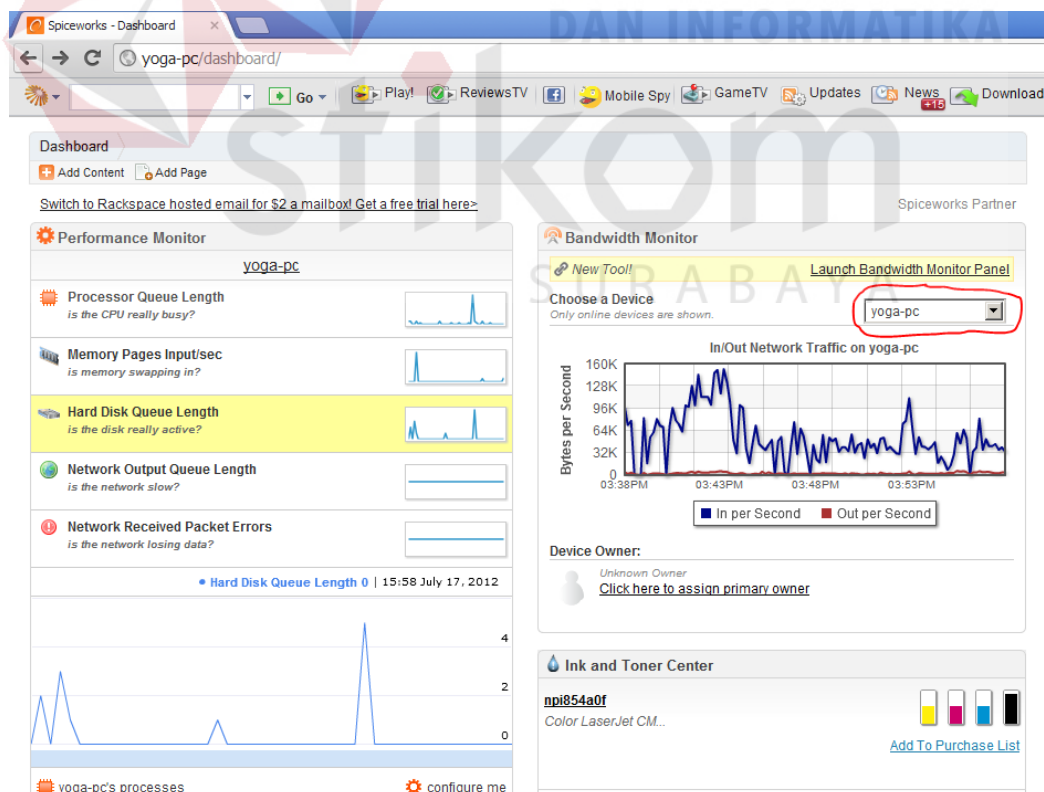 DAN INFORMATIKA
Spiceworks - Dashboard
yoga-pc/dashboard/
Go
Play!
ReviewsTV
Mobile Spy
GameTV
Updates
News
+15
Download
stikom
SURABAYA
Dashboard
Add Content
Add Page
Switch to Rackspace hosted email for $2 a mailbox! Get a free trial here>
Spiceworks Partner
Performance Monitor
yoga-pc
Processor Queue Length
is the CPU really busy?
Memory Pages Input/sec
is memory swapping in?
Hard Disk Queue Length
is the disk really active?
Network Output Queue Length
is the network slow?
Network Received Packet Errors
is the network losing data?
Hard Disk Queue Length 0 | 15:58 July 17, 2012
4
2
0
yoga-pc's processes
configure me
Bandwidth Monitor
New Tool!
Launch Bandwidth Monitor Panel
Choose a Device
Only online devices are shown.
yoga-pc
In/Out Network Traffic on yoga-pc
Bytes per Second
160K
128K
96K
64K
32K
0
03:38PM 03:43PM 03:48PM 03:53PM
In per Second
Out per Second
Device Owner:
Unknown Owner
Click here to assign primary owner
Ink and Toner Center
npi854a0f
Color LaserJet CM...
Add To Purchase List